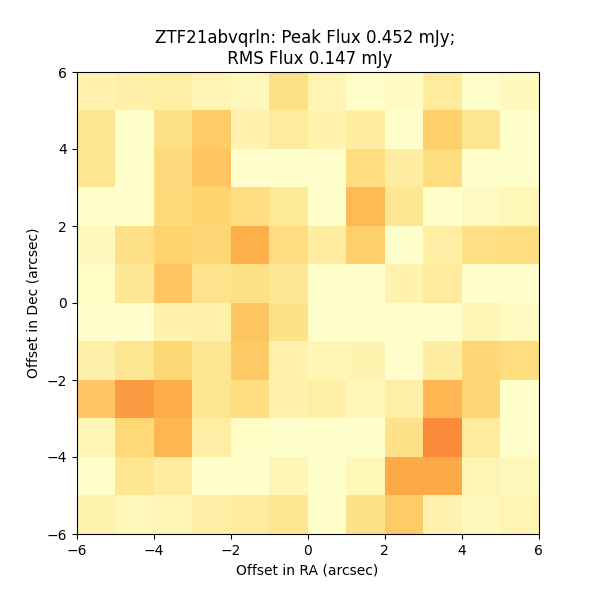 ZTF21abvqrln: Peak Flux 0.452 mJy;
RMS Flux 0.147 mJy
6
4
2
0
−2
−4
−6
Offset in Dec (arcsec)
−6 −4 −2 0 2 4 6
Offset in RA (arcsec)